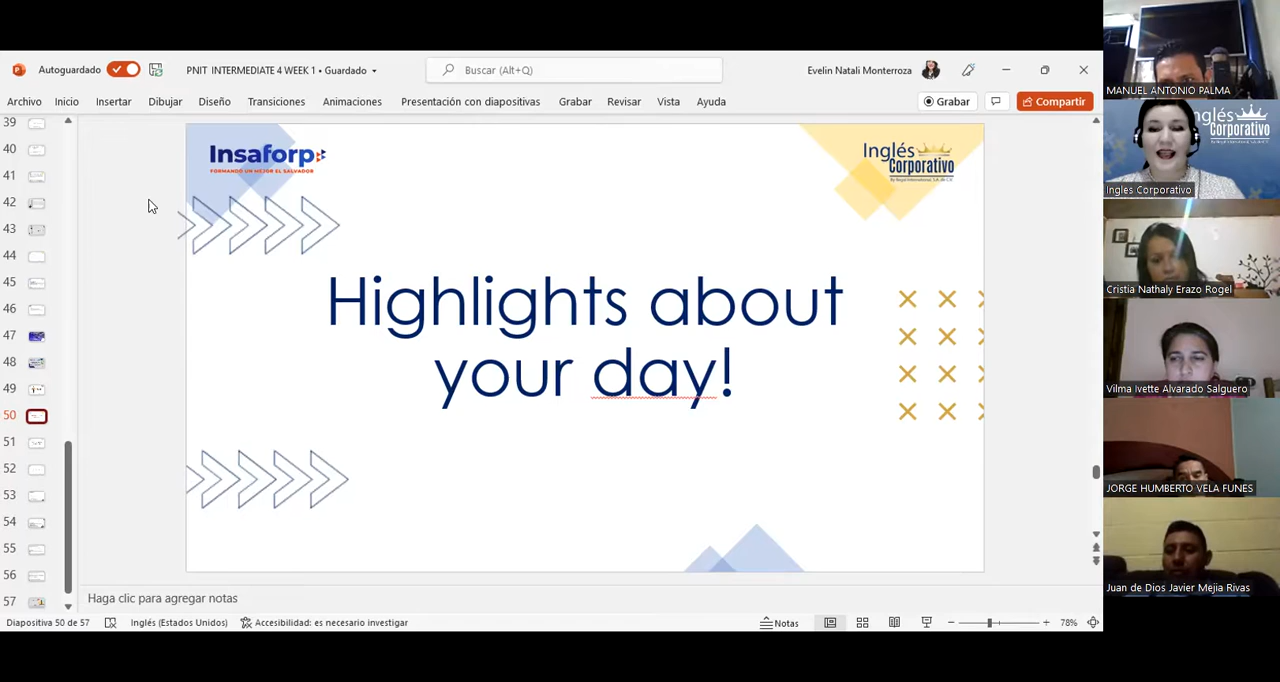 Autoguardado
PNIT INTERMEDIATE 4 WEEK 1 • Guardado
Buscar (Alt+Q)
Evelin Natali Monterroza
Archivo Inicio Insertar Dibujar Diseño Transiciones Animaciones Presentación con diapositivas Grabar Revisar Vista Ayuda
Grabar
Compartir
39
40
41
42
43
44
45
46
47
48
49
50
51
52
53
54
55
56
57
Insaforp
FORMANDO UN MEJOR EL SALVADOR
Inglés
Corporativo
Highlights about
your day!
Haga clic para agregar notas
Diapositiva 50 de 57
Inglés (Estados Unidos)
Accesibilidad: es necesario investigar
Notas
78%
MANUEL ANTONIO PALMA
Inglés
Corporativo
Ingles Corporativo
Cristia Nathaly Erazo Rogel
Vilma Ivette Alvarado Salguero
JORGE HUMBERTO VELA FUNES
Juan de Dios Javier Mejia Rivas